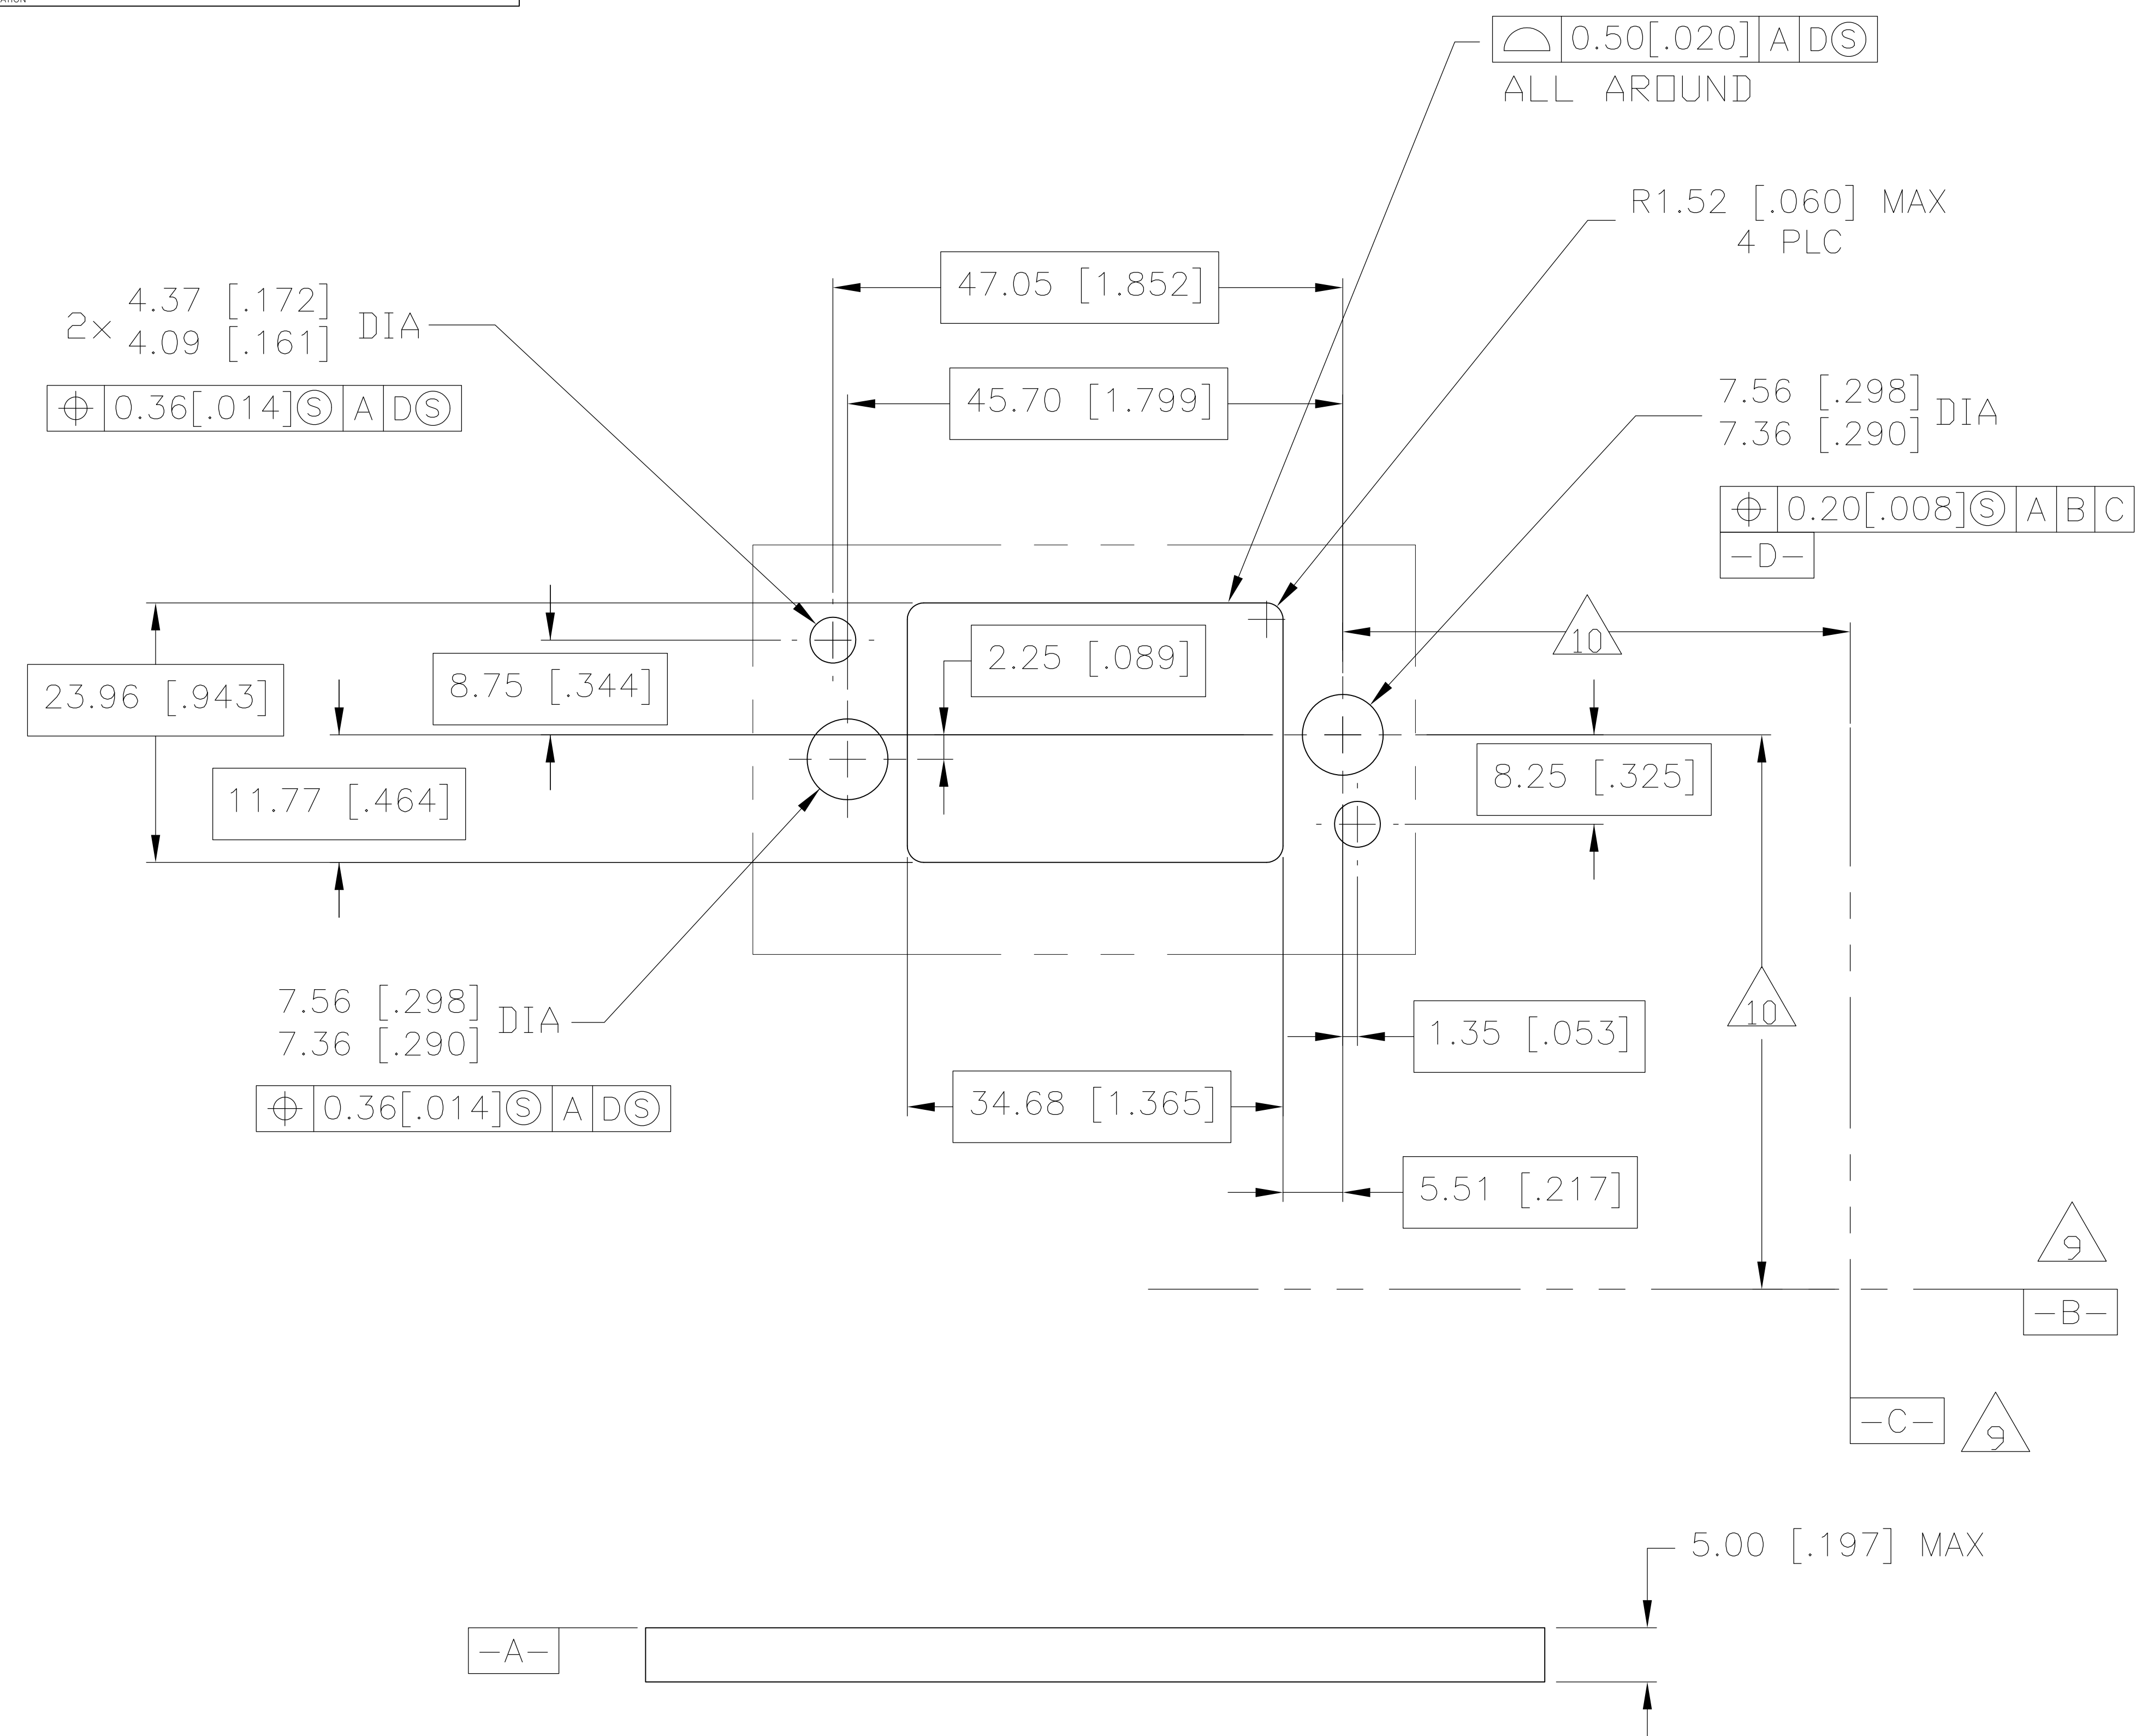 0.50[.020] A DⓈ
ALL AROUND
R1.52 [.060] MAX
4 PLC
47.05 [1.852]
2× 4.37 [.172] DIA
4.09 [.161]
0.36[.014]Ⓢ A DⓈ
45.70 [1.799]
7.56 [.298] DIA
7.36 [.290]
0.20[.008]Ⓢ A B C
-D-
10
2.25 [.089]
8.75 [.344]
23.96 [.943]
11.77 [.464]
8.25 [.325]
7.56 [.298] DIA
7.36 [.290]
0.36[.014]Ⓢ A DⓈ
10
1.35 [.053]
34.68 [1.365]
5.51 [.217]
9
-B-
-C- 9
5.00 [.197] MAX
-A-